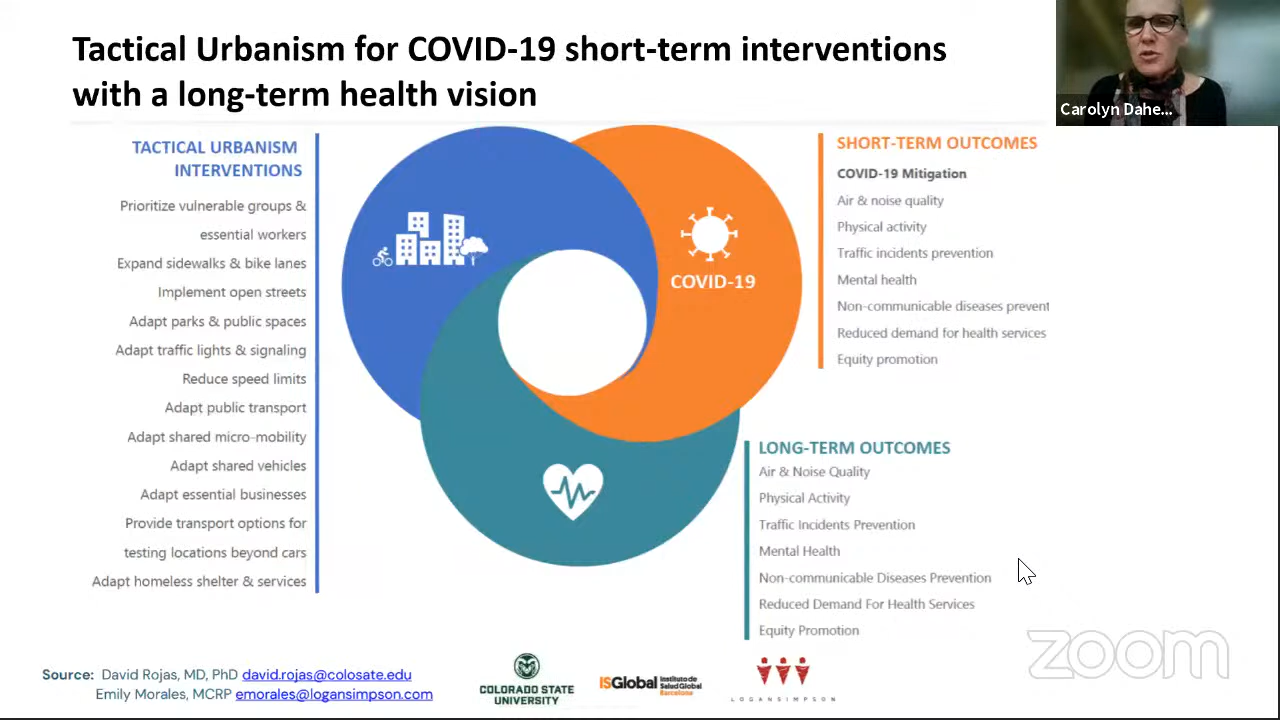 Tactical Urbanism for COVID-19 short-term interventions
with a long-term health vision
Carolyn Dahe...
TACTICAL URBANISM
INTERVENTIONS
Prioritize vulnerable groups &
essential workers
Expand sidewalks & bike lanes
Implement open streets
Adapt parks & public spaces
Adapt traffic lights & signaling
Reduce speed limits
Adapt public transport
Adapt shared micro-mobility
Adapt shared vehicles
Adapt essential businesses
Provide transport options for
testing locations beyond cars
Adapt homeless shelter & services
COVID-19
SHORT-TERM OUTCOMES
COVID-19 Mitigation
Air & noise quality
Physical activity
Traffic incidents prevention
Mental health
Non-communicable diseases prevent
Reduced demand for health services
Equity promotion
LONG-TERM OUTCOMES
Air & Noise Quality
Physical Activity
Traffic Incidents Prevention
Mental Health
Non-communicable Diseases Prevention
Reduced Demand For Health Services
Equity Promotion
Source: David Rojas, MD, PhD david.rojas@colosate.edu
Emily Morales, MCRP emorales@logansimpson.com
COLORADO STATE
UNIVERSITY
ISGlobal Instituto de
Salud Global
Barcelona
LOGANSIMPSON
zoom